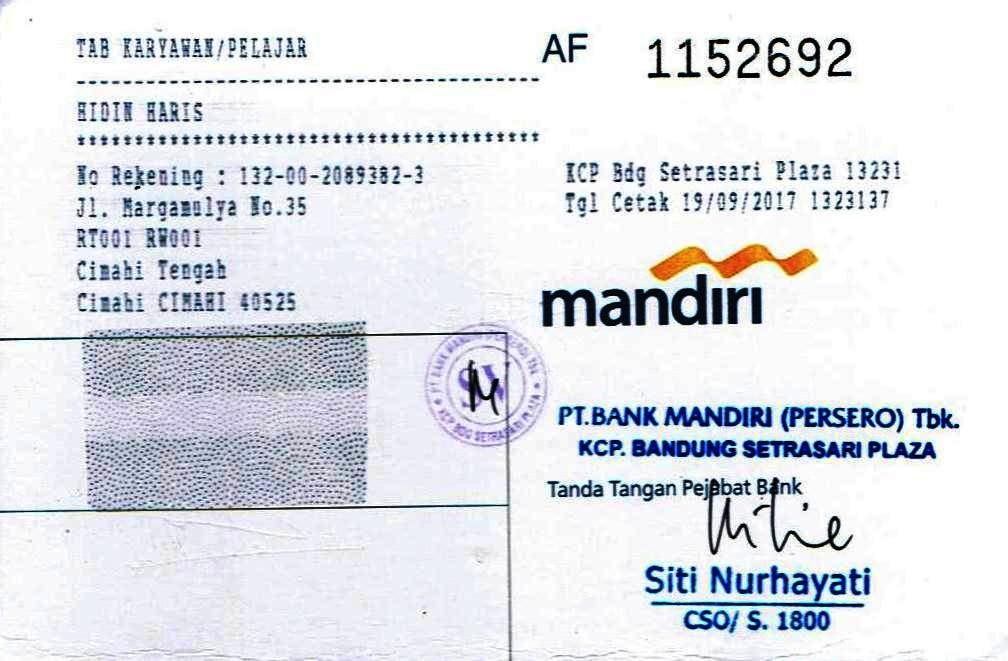 TAB KARYAWAN/PELAJAR
AF 1152692
HIDIN HARIS
No Rekening : 132-00-2089382-3
Jl. Margamulya No.35
RT001 RW001
Cimahi Tengah
Cimahi CIMAHI 40525
KCP Bdg Setrasari Plaza 13231
Tgl Cetak 19/09/2017 1323137
mandiri
PT. BANK MANDIRI (PERSERO) Tbk
KCP BDG SETRASARI PLAZA
PT.BANK MANDIRI (PERSERO) Tbk.
KCP. BANDUNG SETRASARI PLAZA
Tanda Tangan Pejabat Bank
Siti Nurhayati
CSO/ S. 1800